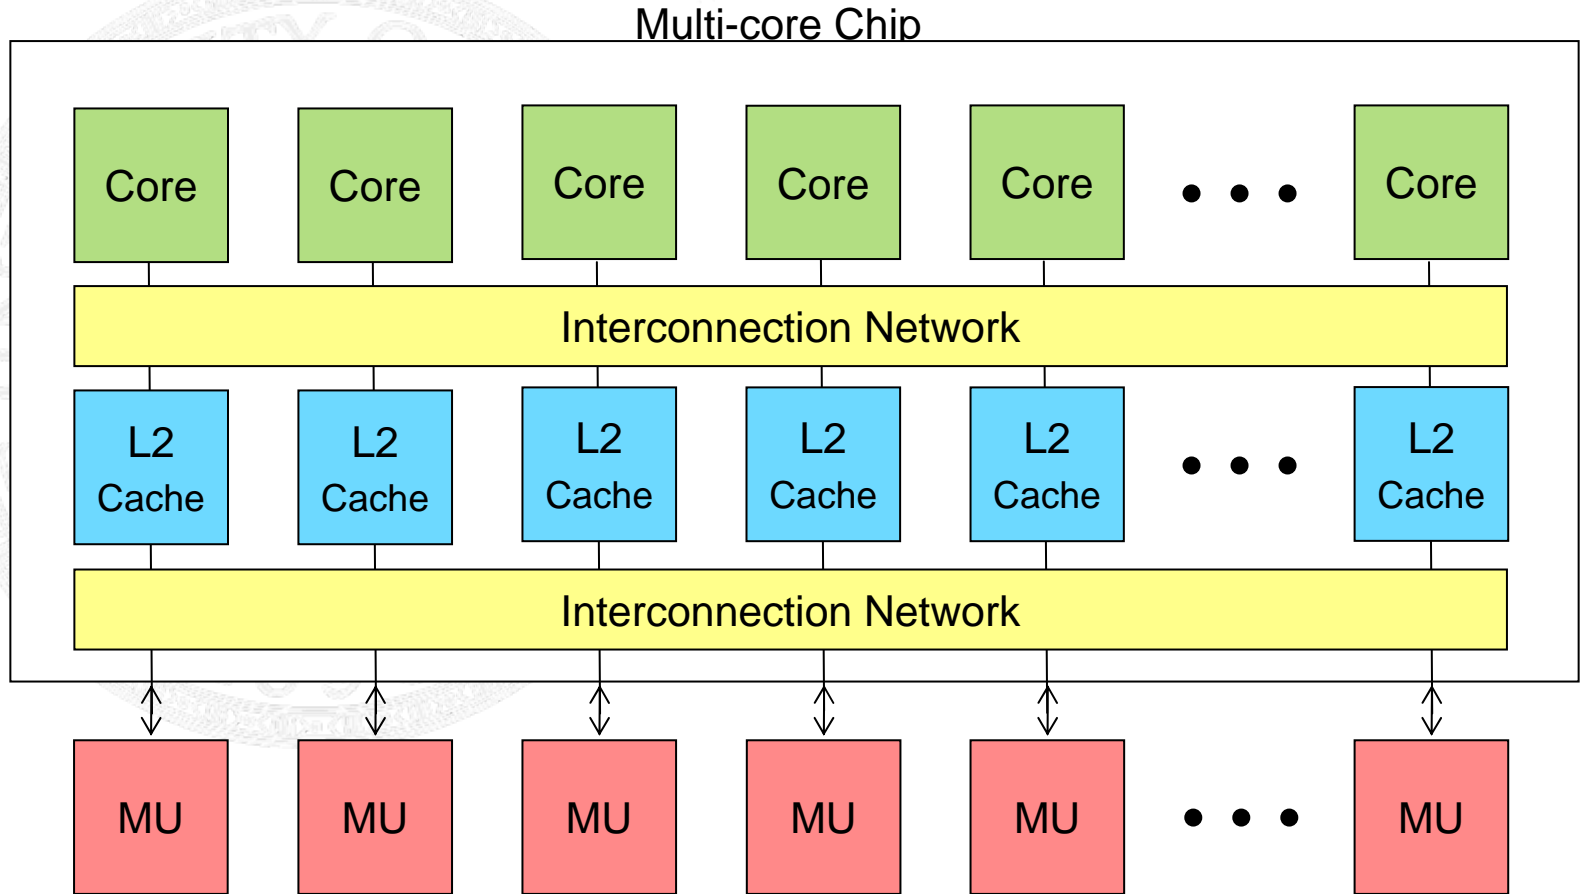 Multi-core Chip
Core Core Core Core Core • • • Core
Interconnection Network
L2 L2 L2 L2 L2 • • • L2
Cache Cache Cache Cache Cache Cache
Interconnection Network
MU MU MU MU MU • • • MU